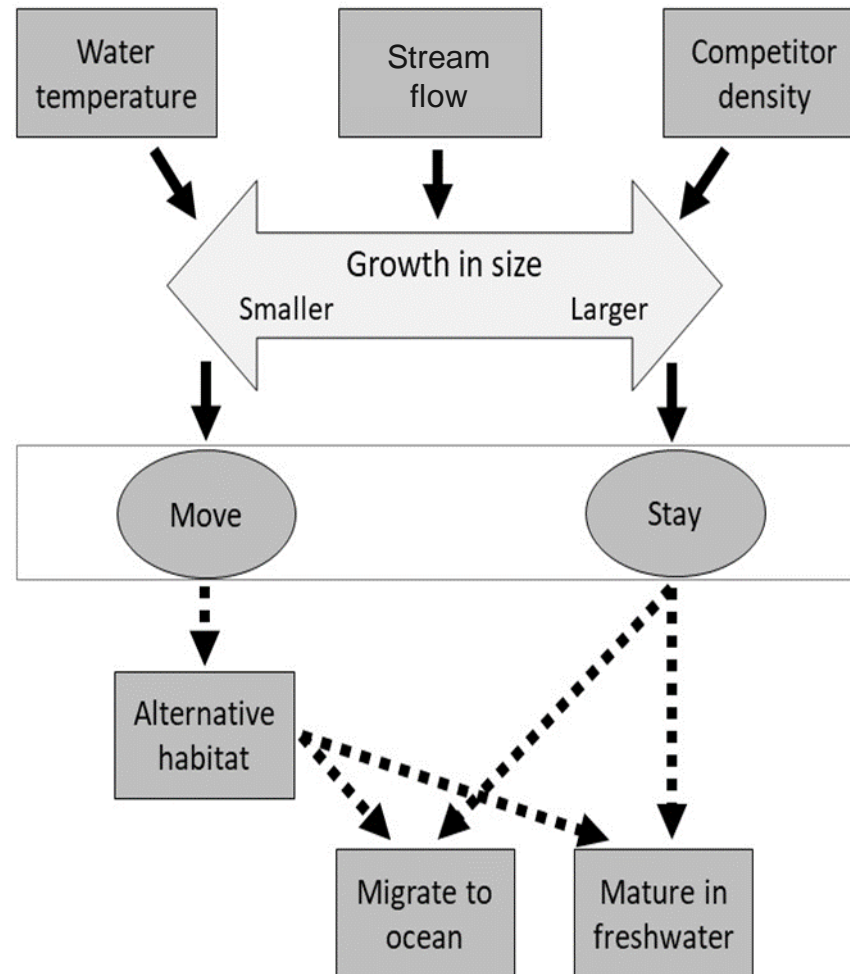 Water
temperature
Stream
flow
Competitor
density
Growth in size
Smaller
Larger
Move
Stay
Alternative
habitat
Migrate to
ocean
Mature in
freshwater